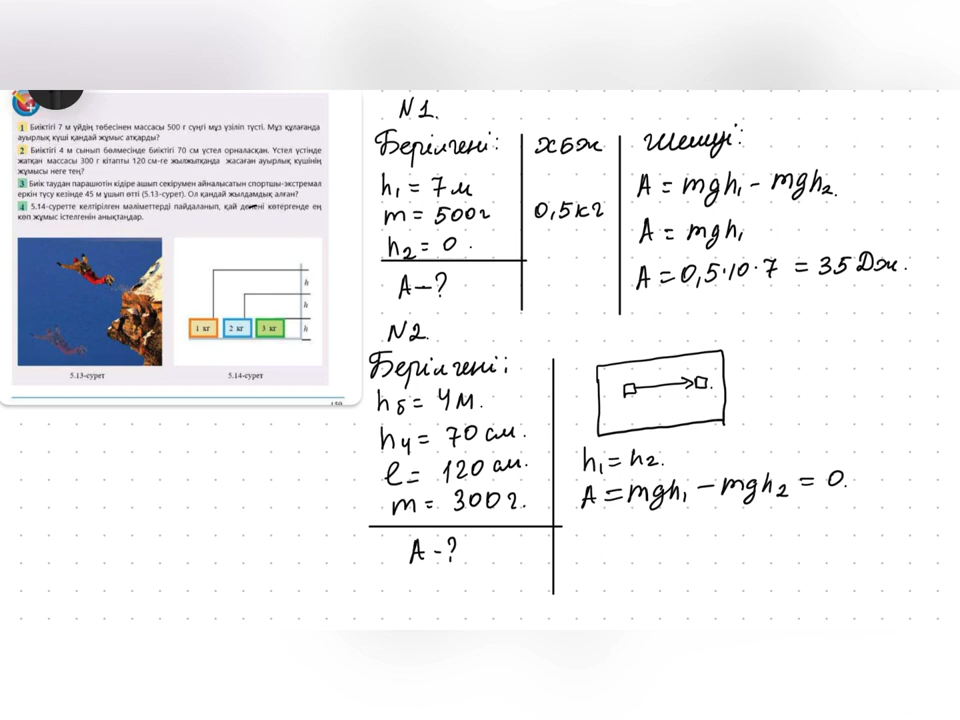 1 Биіктігі 7 м үйдің төбесінен массасы 500 г сүңгі мұз үзіліп түсті. Мұз құлағанда
ауырлық күші қандай жұмыс атқарды?
2 Биіктігі 4 м сынып бөлмесінде биіктігі 70 см үстел орналасқан. Үстел үстінде
жатқан массасы 300 г кітапты 120 см-ге жылжытқанда жасаған ауырлық күшінің
жұмысы неге тең?
3 Биік таудан парашютін кідіре ашып секірумен айналысатын спортшы-экстремал
еркін түсу кезінде 45 м ұшып өтті (5.13-сурет). Ол қандай жылдамдық алған?
4 5.14-суретте келтірілген мәліметтерді пайдаланып, қай денені көтергенде ең
көп жұмыс істелгенін анықтаңдар.
h
h
1 кг 2 кг 3 кг h
5.13-сурет 5.14-сурет
N1.
Берілгені: ХБЖ Шешуі:
h₁ = 7м
m = 500г 0,5кг
h₂ = 0.
A-?
A = mgh₁ - mgh₂.
A = mgh₁
A = 0,5·10·7 = 35 Дж.
N2.
Берілгені:
hб = 4м.
hү = 70 см.
l = 120 см.
m = 300г.
A-?
h₁ = h₂.
A = mgh₁ - mgh₂ = 0.